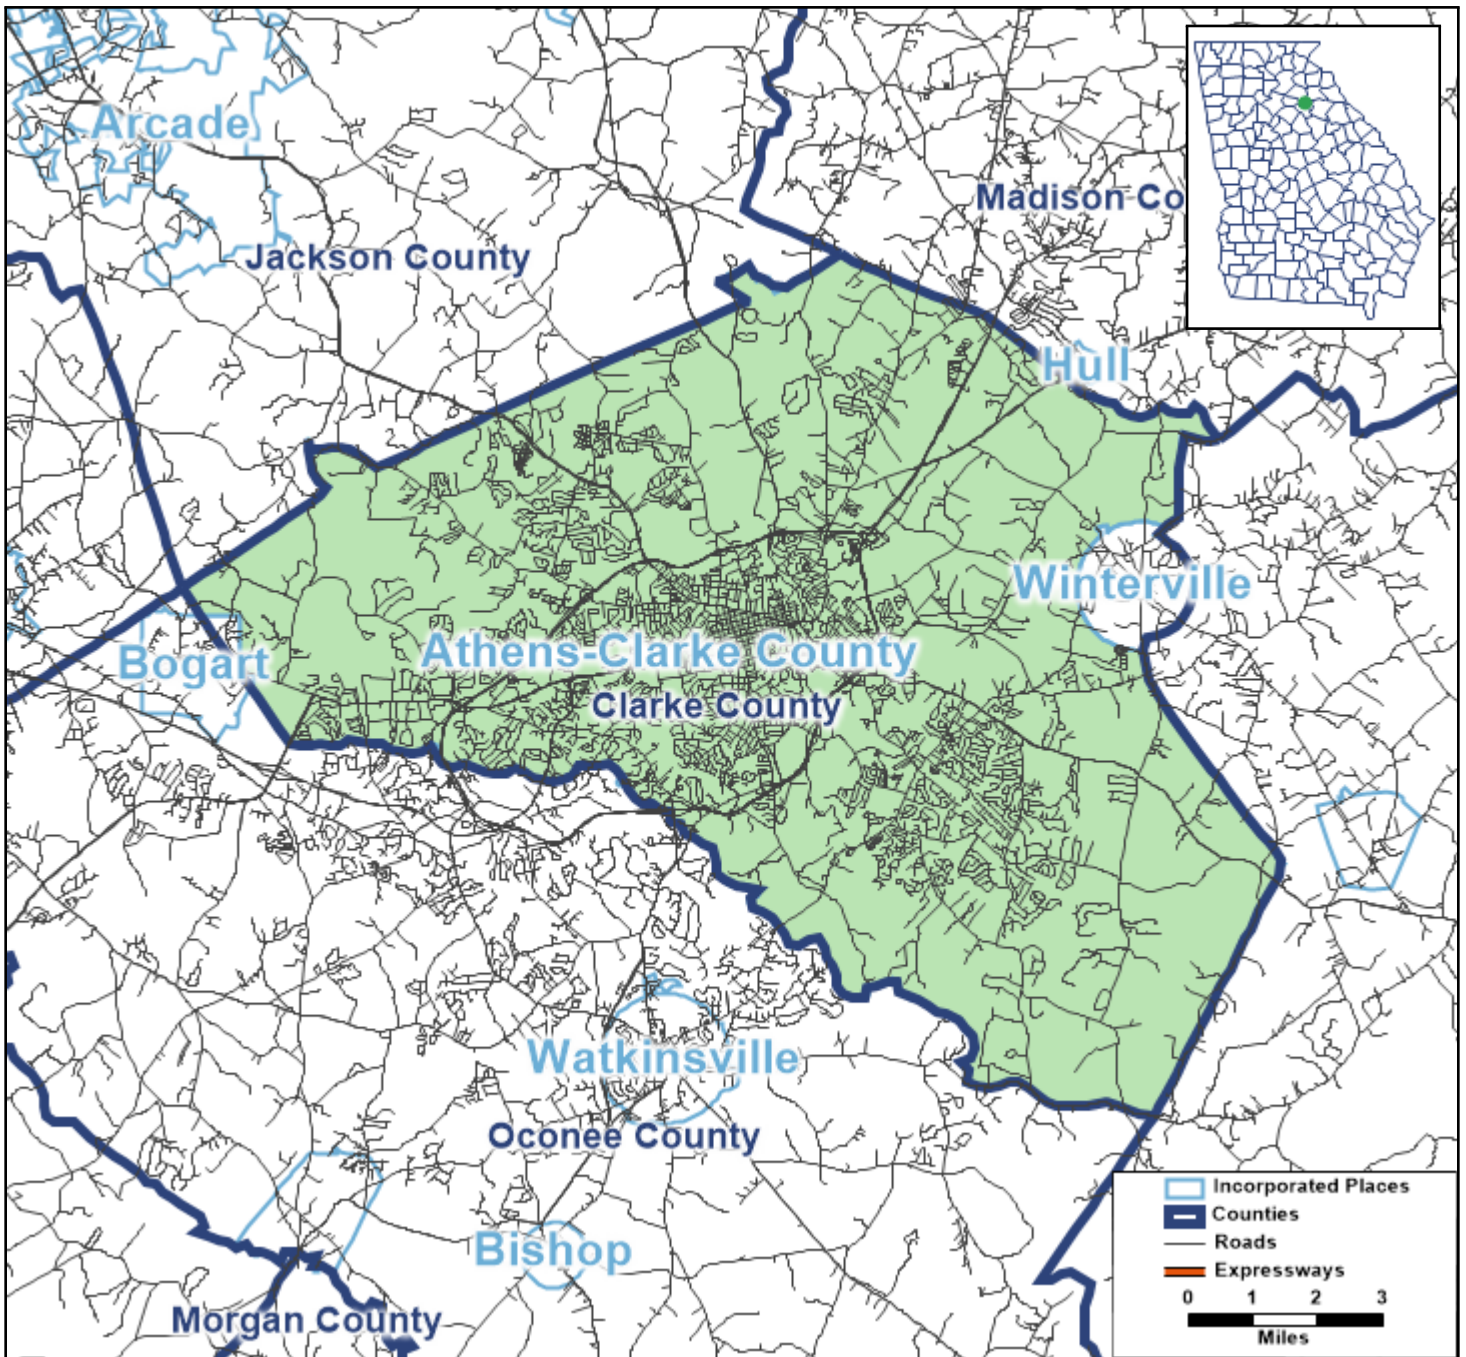 Arcade
Madison Co
Jackson County
Hull
Winterville
Athens-Clarke County
Bogart
Clarke County
Watkinsville
Oconee County
Bishop
Morgan County
Incorporated Places
Counties
Roads
Expressways
0 1 2 3
Miles